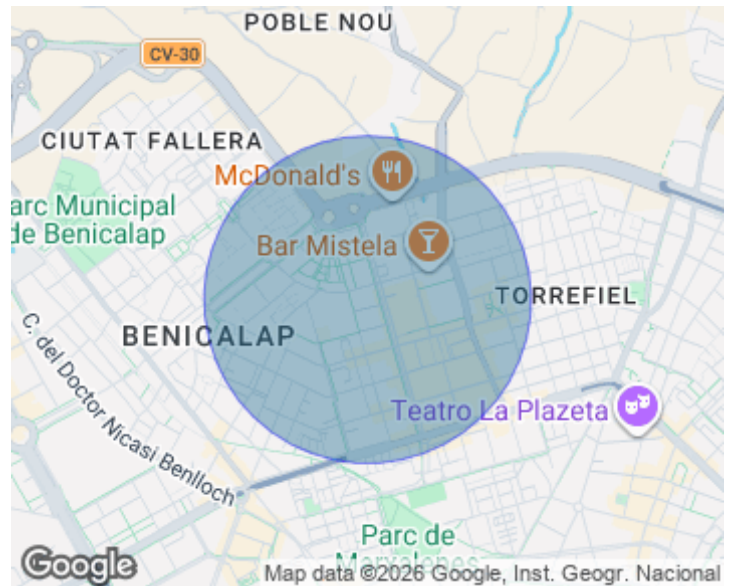 POBLE NOU
CV-30
CIUTAT FALLERA
McDonald's
arc Municipal
de Benicalap
Bar Mistela
TORREFIEL
BENICALAP
C. del Doctor Nicasi Benlloch
Teatro La Plazeta
Parc de
Marxalenes
Google
Map data ©2026 Google, Inst. Geogr. Nacional